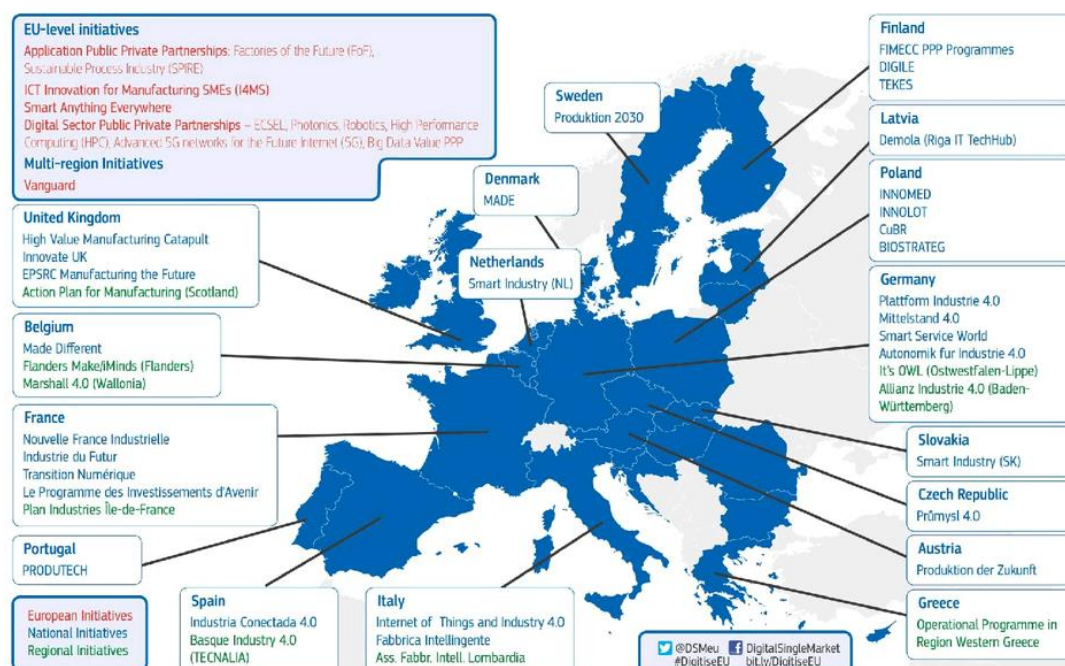 EU-level initiatives
Application Public Private Partnerships: Factories of the Future (FoF),
Sustainable Process Industry (SPIRE)
ICT Innovation for Manufacturing SMEs (I4MS)
Smart Anything Everywhere
Digital Sector Public Private Partnerships – ECSEL, Photonics, Robotics, High Performance
Computing (HPC), Advanced 5G networks for the Future Internet (5G), Big Data Value PPP
Multi-region Initiatives
Vanguard
United Kingdom
High Value Manufacturing Catapult
Innovate UK
EPSRC Manufacturing the Future
Action Plan for Manufacturing (Scotland)
Belgium
Made Different
Flanders Make/iMinds (Flanders)
Marshall 4.0 (Wallonia)
France
Nouvelle France Industrielle
Industrie du Futur
Transition Numérique
Le Programme des Investissements d'Avenir
Plan Industries Île-de-France
Portugal
PRODUTECH
European Initiatives
National Initiatives
Regional Initiatives
Spain
Industria Conectada 4.0
Basque Industry 4.0
(TECNALIA)
Italy
Internet of Things and Industry 4.0
Fabbrica Intellingente
Ass. Fabbr. Intell. Lombardia
Sweden
Produktion 2030
Denmark
MADE
Netherlands
Smart Industry (NL)
Finland
FIMECC PPP Programmes
DIGILE
TEKES
Latvia
Demola (Riga IT TechHub)
Poland
INNOMED
INNOLOT
CuBR
BIOSTRATEG
Germany
Plattform Industrie 4.0
Mittelstand 4.0
Smart Service World
Autonomik fur Industrie 4.0
It's OWL (Ostwestfalen-Lippe)
Allianz Industrie 4.0 (Baden-
Württemberg)
Slovakia
Smart Industry (SK)
Czech Republic
Průmysl 4.0
Austria
Produktion der Zukunft
Greece
Operational Programme in
Region Western Greece
@DSMeu DigitalSingleMarket
#DigitiseEU bit.ly/DigitiseEU